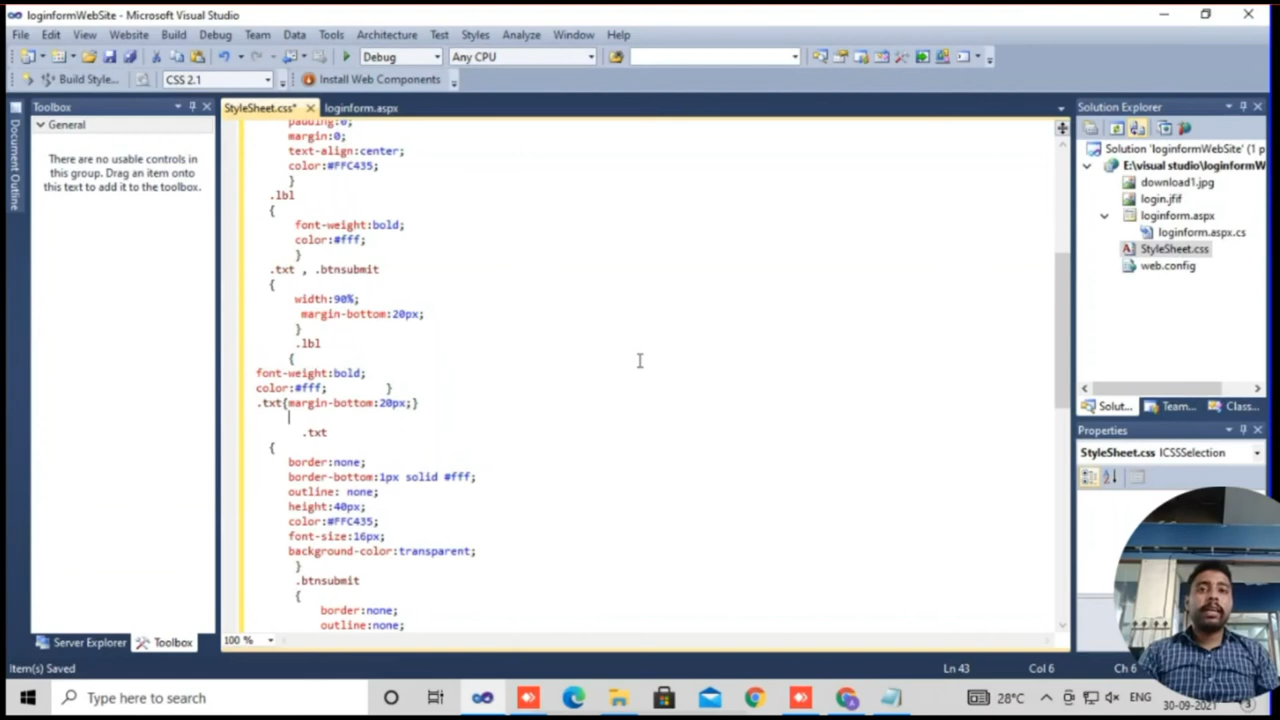 loginformWebSite - Microsoft Visual Studio
File Edit View Website Build Debug Team Data Tools Architecture Test Styles Analyze Window Help
Debug Any CPU
Build Style... CSS 2.1 Install Web Components
Toolbox
General
There are no usable controls in
this group. Drag an item onto
this text to add it to the toolbox.
Document Outline
Server Explorer Toolbox
StyleSheet.css* loginform.aspx
padding:0;
margin:0;
text-align:center;
color:#FFC435;
}
.lbl
{
font-weight:bold;
color:#fff;
}
.txt , .btnsubmit
{
width:90%;
margin-bottom:20px;
}
.lbl
{
font-weight:bold;
color:#fff; }
.txt{margin-bottom:20px;}
.txt
{
border:none;
border-bottom:1px solid #fff;
outline: none;
height:40px;
color:#FFC435;
font-size:16px;
background-color:transparent;
}
.btnsubmit
{
border:none;
outline:none;
100 %
Solution Explorer
Solution 'loginformWebSite' (1 p
E:\visual studio\loginformW
download1.jpg
login.jfif
loginform.aspx
loginform.aspx.cs
StyleSheet.css
web.config
Solut... Team... Class...
Properties
StyleSheet.css ICSSSelection
Item(s) Saved Ln 43 Col 6 Ch 6
Type here to search 28°C ENG
30-09-2021 3